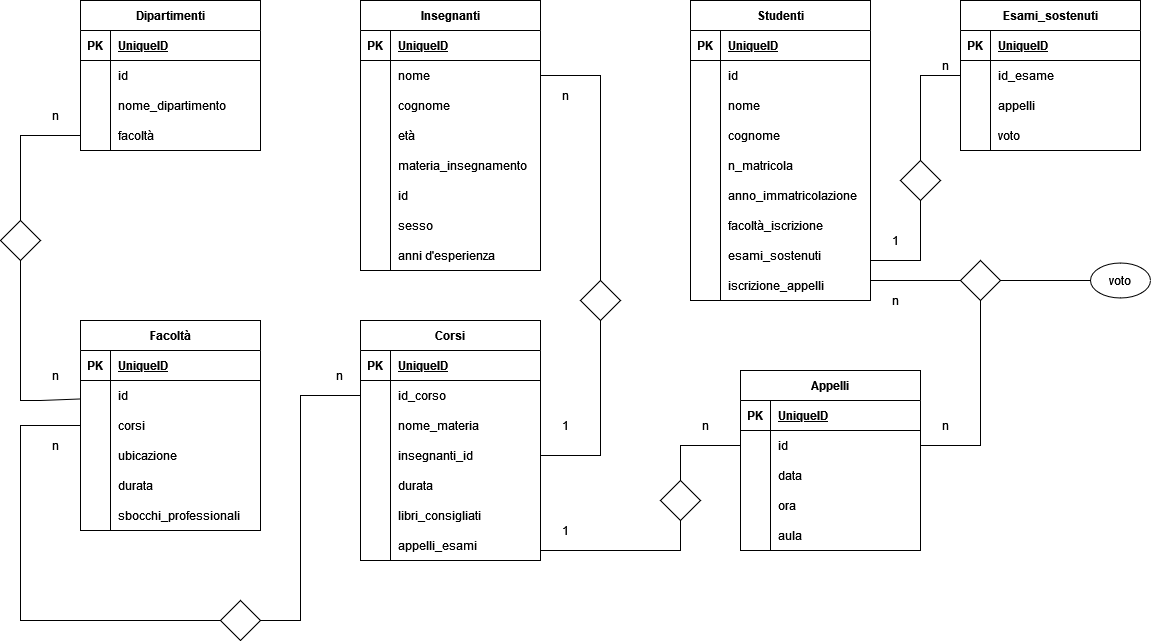 Dipartimenti
PK UniqueID
id
nome_dipartimento
facoltà
n
n
Insegnanti
PK UniqueID
nome
cognome
età
materia_insegnamento
id
sesso
anni d'esperienza
n
1
Studenti
PK UniqueID
id
nome
cognome
n_matricola
anno_immatricolazione
facoltà_iscrizione
esami_sostenuti
iscrizione_appelli
1
n
Esami_sostenuti
PK UniqueID
id_esame
appelli
voto
n
voto
Facoltà
PK UniqueID
id
corsi
ubicazione
durata
sbocchi_professionali
n
n
Corsi
PK UniqueID
id_corso
nome_materia
insegnanti_id
durata
libri_consigliati
appelli_esami
1
n
Appelli
PK UniqueID
id
data
ora
aula
n